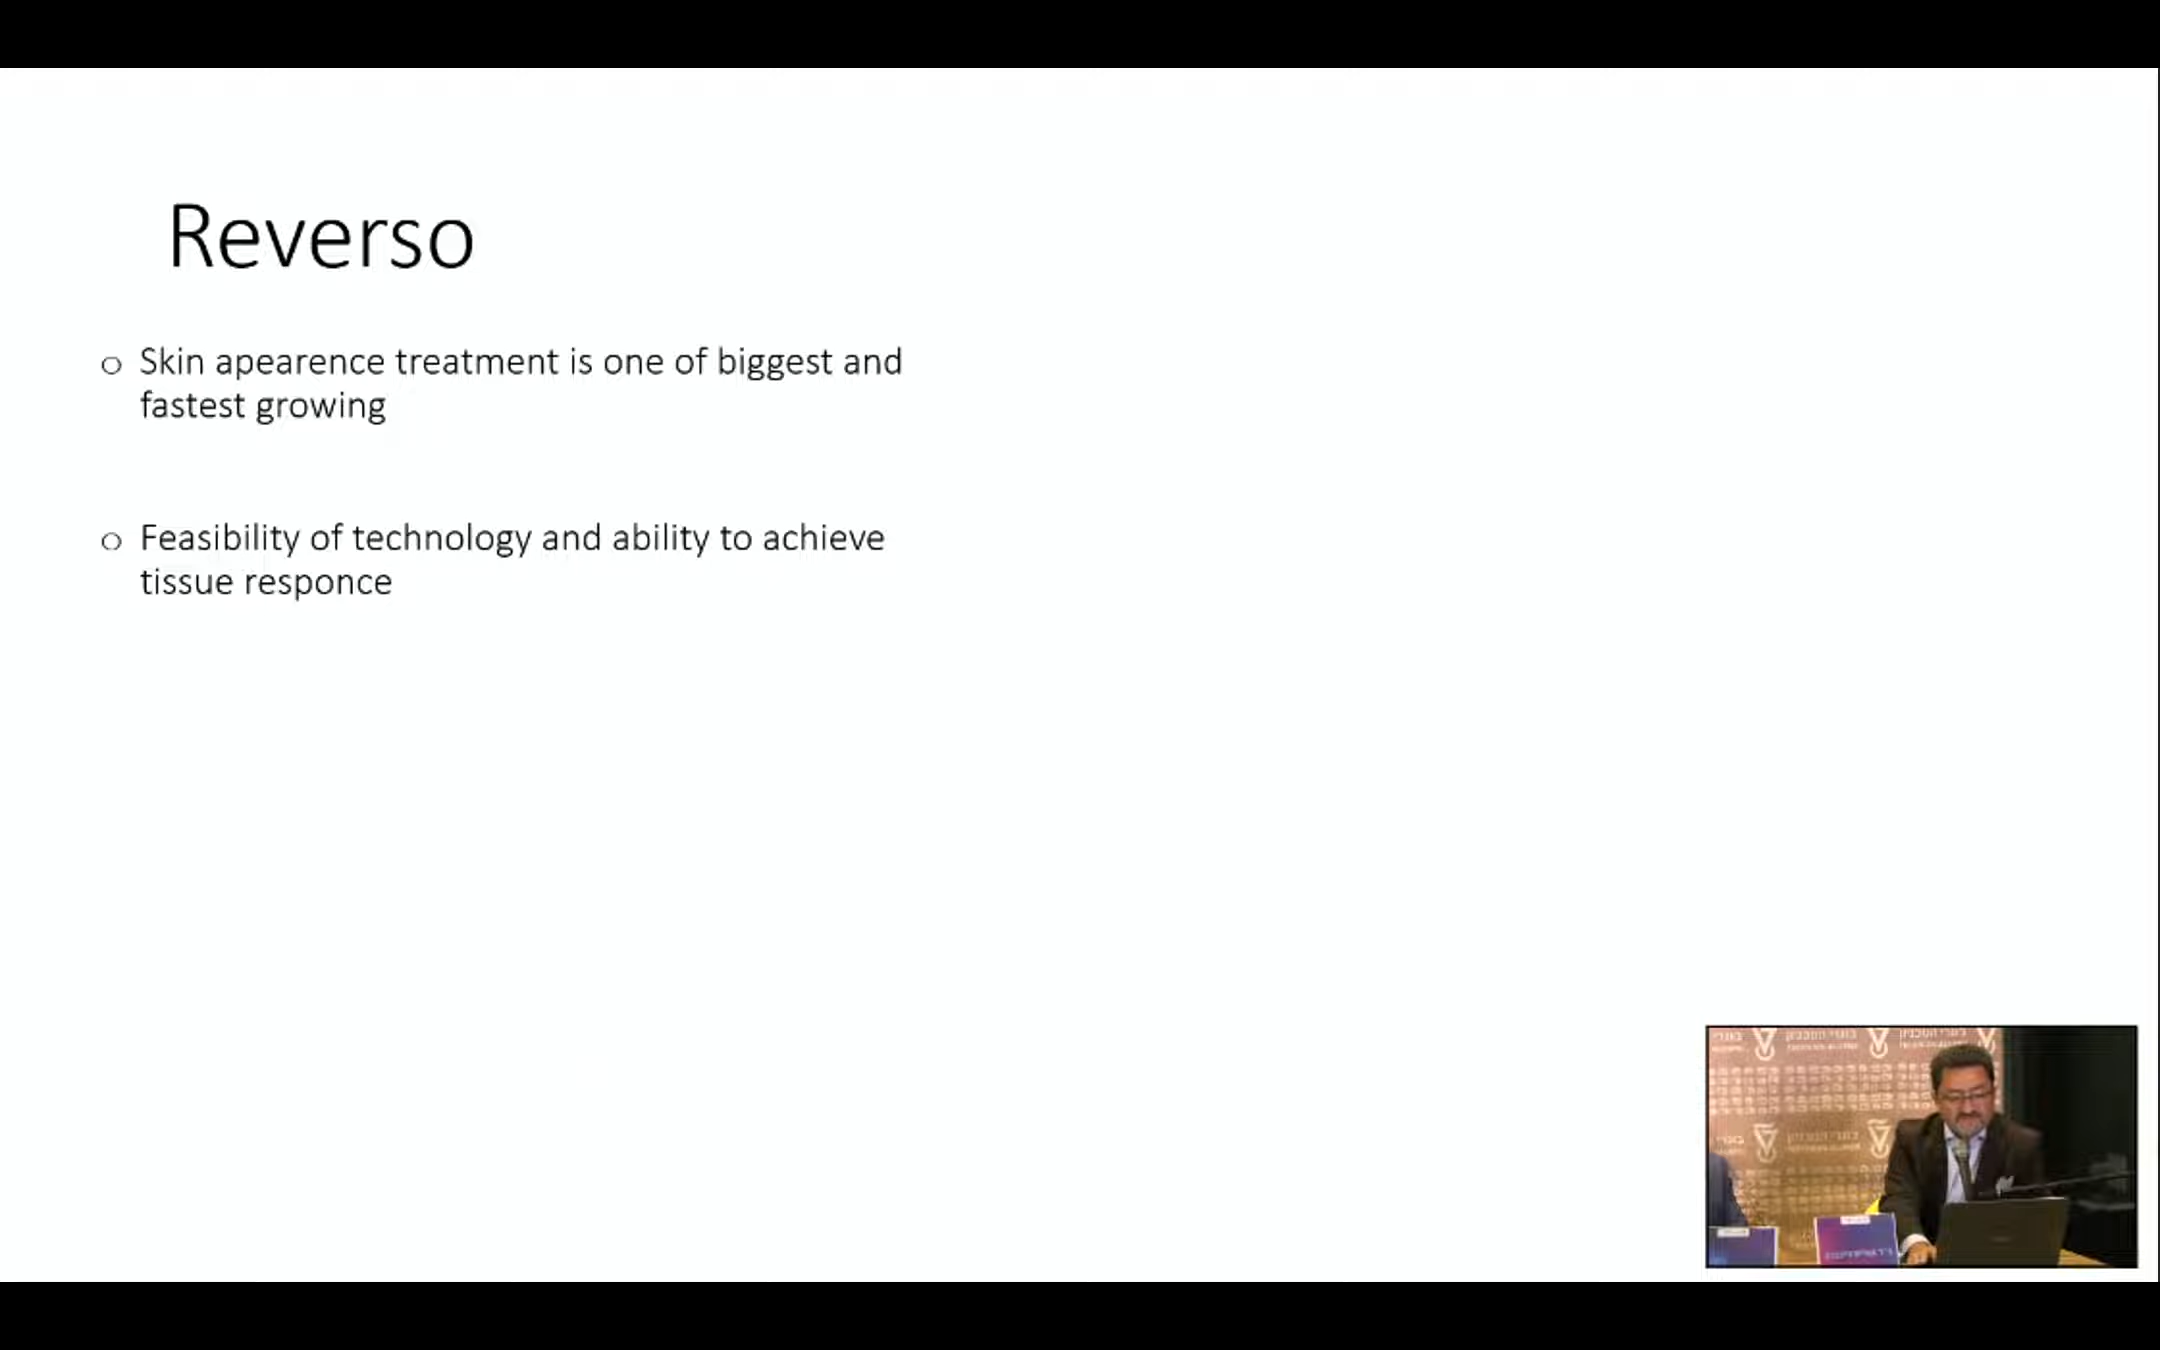 Reverso
o Skin apearence treatment is one of biggest and
fastest growing
o Feasibility of technology and ability to achieve
tissue responce